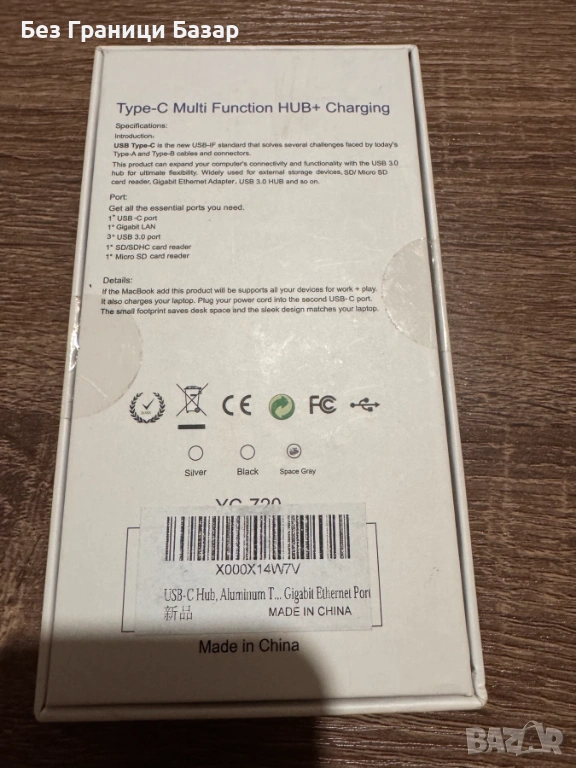 Без Граници Базар
Type-C Multi Function HUB+ Charging
Specifications:
Introduction:
USB Type-C is the new USB-IF standard that solves several challenges faced by today's
Type-A and Type-B cables and connectors.
This product can expand your computer's connectivity and functionality with the USB 3.0
hub for ultimate flexibility. Widely used for external storage devices, SD/ Micro SD
card reader, Gigabit Ethernet Adapter. USB 3.0 HUB and so on.
Port:
Get all the essential ports you need.
1* USB -C port
1* Gigabit LAN
3* USB 3.0 port
1* SD/SDHC card reader
1* Micro SD card reader
Details:
If the MacBook add this product will be supports all your devices for work + play.
It also charges your laptop. Plug your power cord into the second USB- C port.
The small footprint saves desk space and the sleek design matches your laptop.
CE FC
Silver Black Space Gray
X000X14W7V
USB-C Hub, Aluminum T... Gigabit Ethernet Port
新品 MADE IN CHINA
Made in China
BAZAR